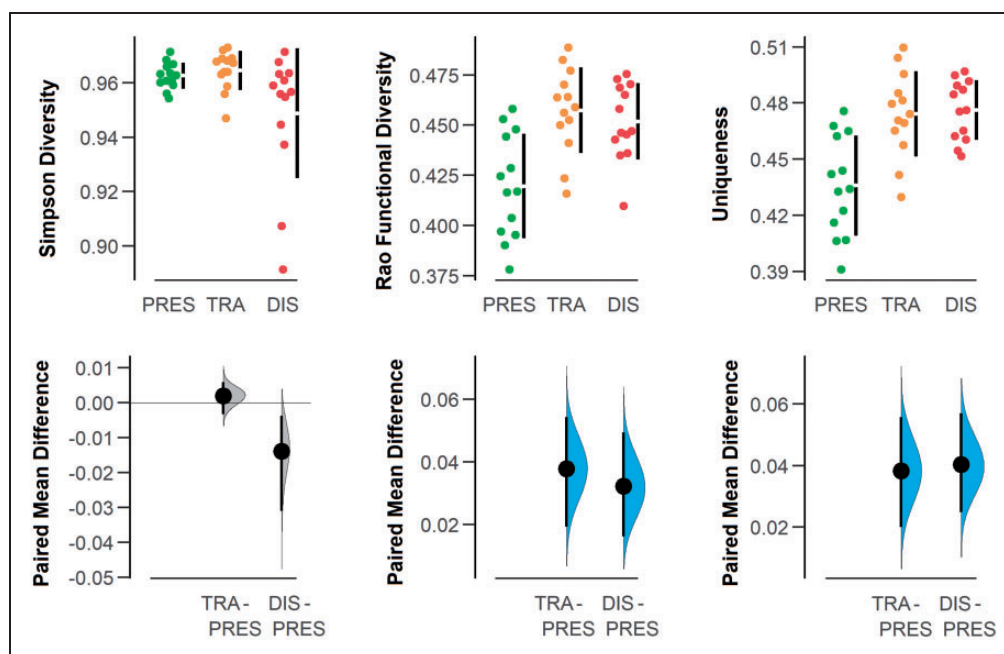 Simpson Diversity
0.96
0.94
0.92
0.90
PRES TRA DIS
Rao Functional Diversity
0.475
0.450
0.425
0.400
0.375
PRES TRA DIS
Uniqueness
0.51
0.48
0.45
0.42
0.39
PRES TRA DIS
Paired Mean Difference
0.01
0.00
-0.01
-0.02
-0.03
-0.04
-0.05
TRA- DIS-
PRES PRES
Paired Mean Difference
0.06
0.04
0.02
TRA- DIS-
PRES PRES
Paired Mean Difference
0.06
0.04
0.02
TRA- DIS-
PRES PRES